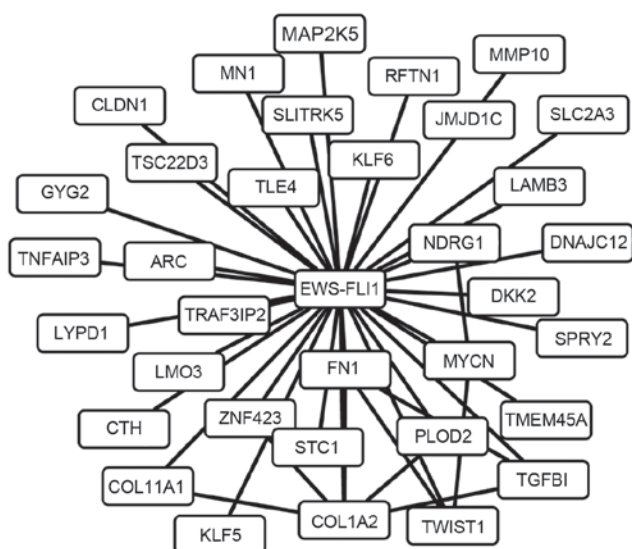 MAP2K5
MN1
RFTN1
MMP10
CLDN1
SLITRK5
JMJD1C
SLC2A3
TSC22D3
KLF6
TLE4
LAMB3
GYG2
NDRG1
DNAJC12
TNFAIP3
ARC
EWS-FLI1
DKK2
TRAF3IP2
LYPD1
SPRY2
LMO3
FN1
MYCN
CTH
ZNF423
TMEM45A
STC1
PLOD2
COL11A1
TGFBI
KLF5
COL1A2
TWIST1